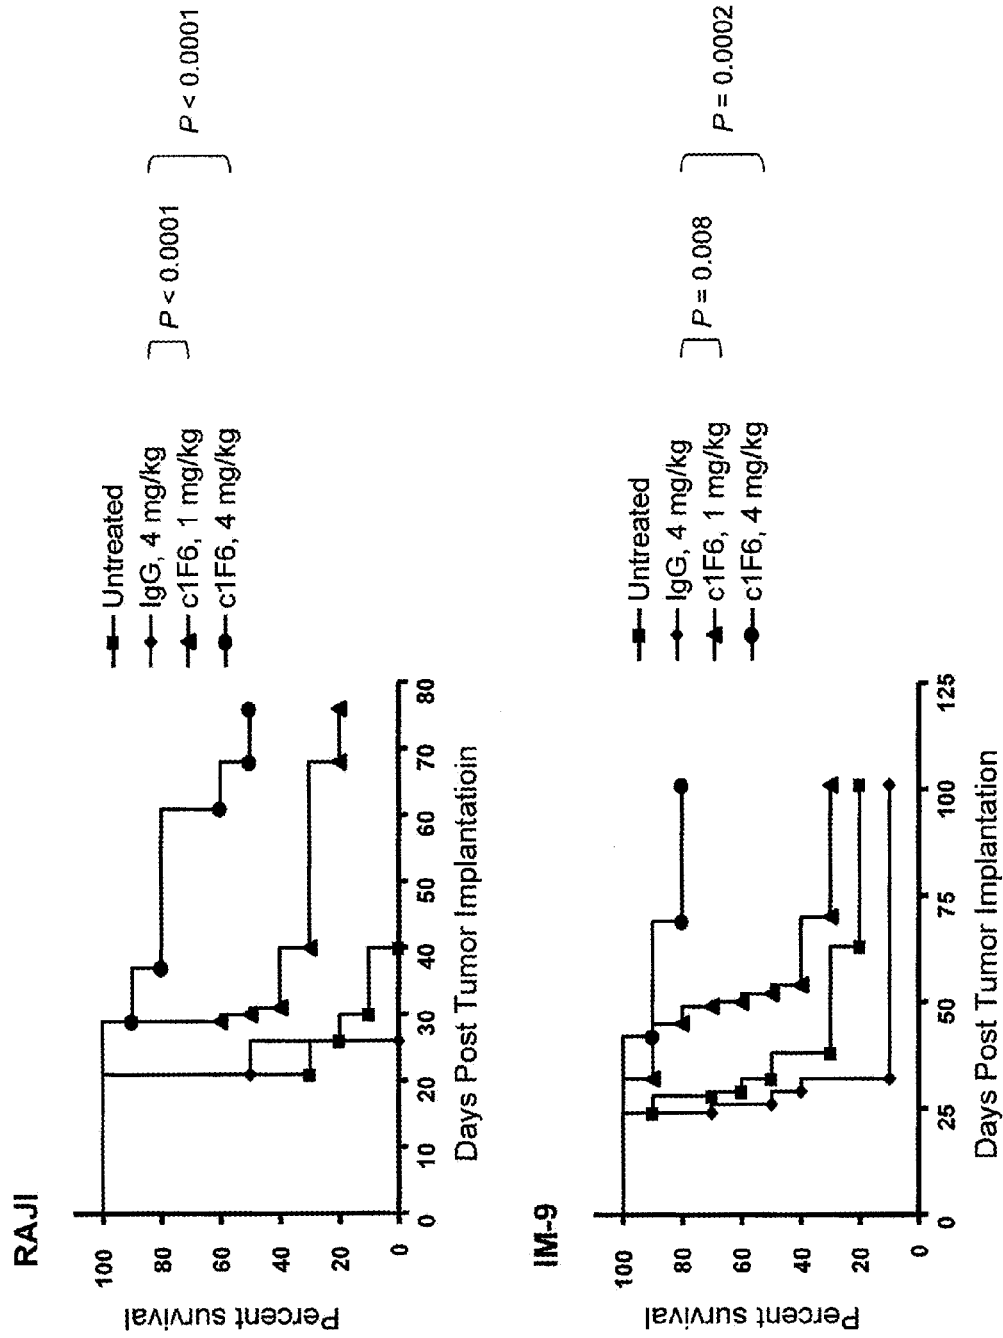 RAJI
Percent survival
100
80
60
40
20
0
0
10
20
30
40
50
60
70
80
Days Post Tumor Implantatioin
Untreated
IgG, 4 mg/kg
c1F6, 1 mg/kg
c1F6, 4 mg/kg
P < 0.0001
P < 0.0001
IM-9
Percent survival
100
80
60
40
20
0
0
25
50
75
100
125
Days Post Tumor Implantation
Untreated
IgG, 4 mg/kg
c1F6, 1 mg/kg
c1F6, 4 mg/kg
P = 0.008
P = 0.0002